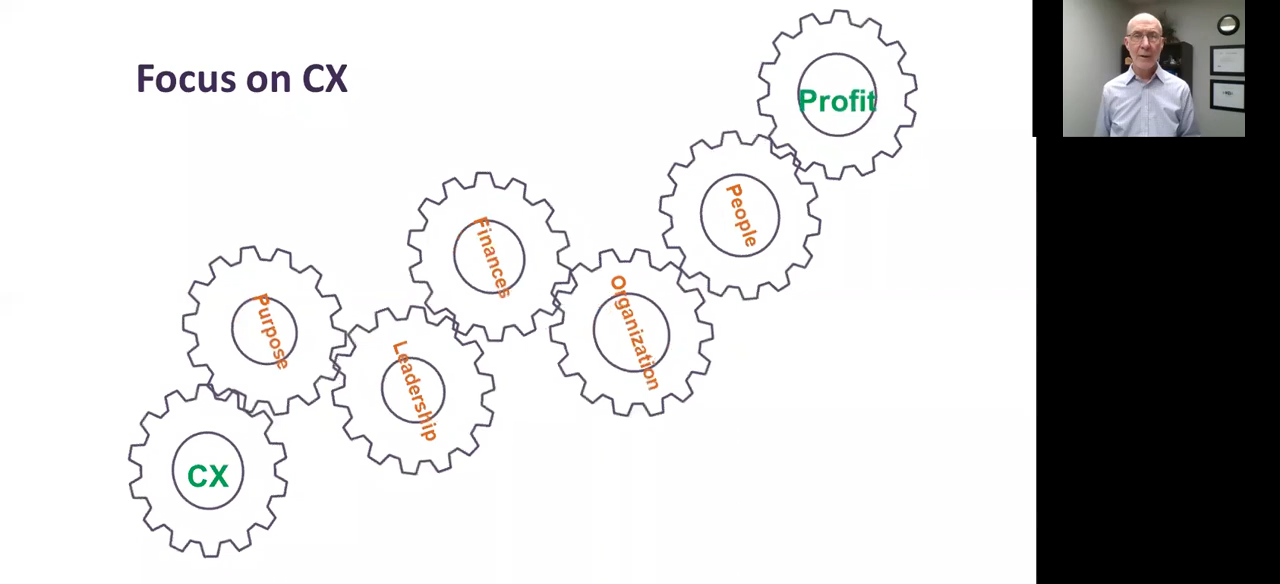 Focus on CX
Profit
People
Finances
Organization
Purpose
Leadership
CX